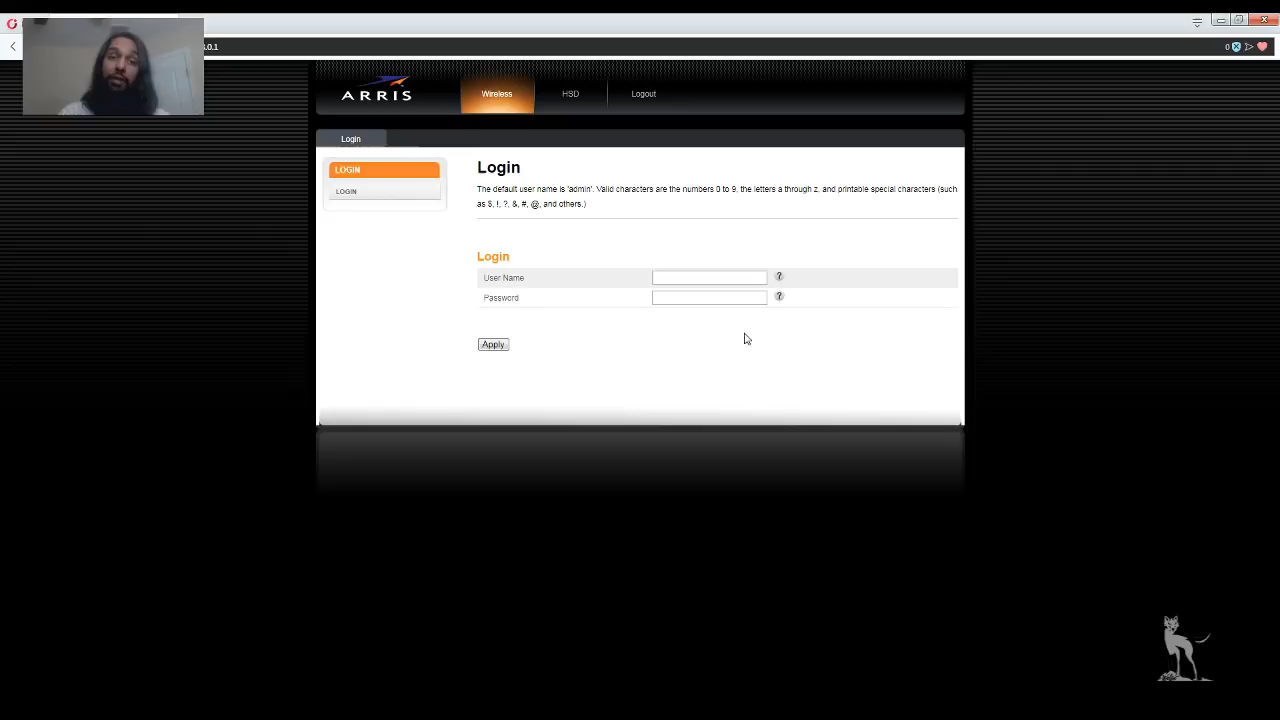 .0.1
0
ARRIS
Wireless
HSD
Logout
Login
LOGIN
LOGIN
Login
The default user name is 'admin'. Valid characters are the numbers 0 to 9, the letters a through z, and printable special characters (such
as $, !, ?, &, #, @, and others.)
Login
User Name
?
Password
?
Apply